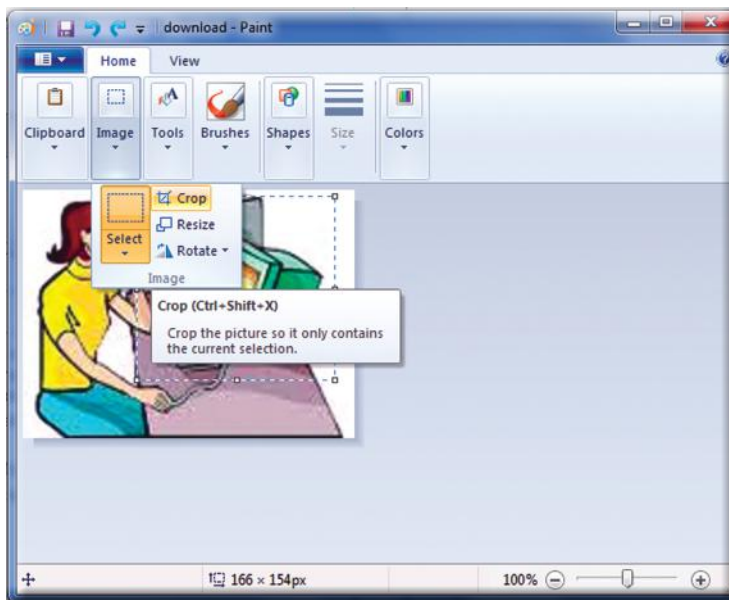 download - Paint
Home View
Clipboard Image Tools Brushes Shapes Size Colors
Crop
Select
Resize
Rotate
Image
Crop (Ctrl+Shift+X)
Crop the picture so it only contains
the current selection.
166 × 154px 100%